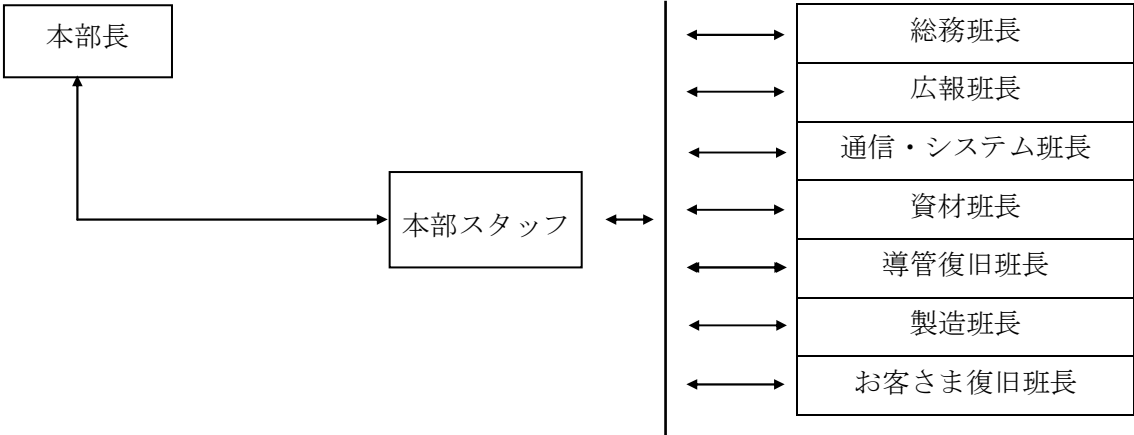 本部長
本部スタッフ
総務班長
広報班長
通信・システム班長
資材班長
導管復旧班長
製造班長
お客さま復旧班長